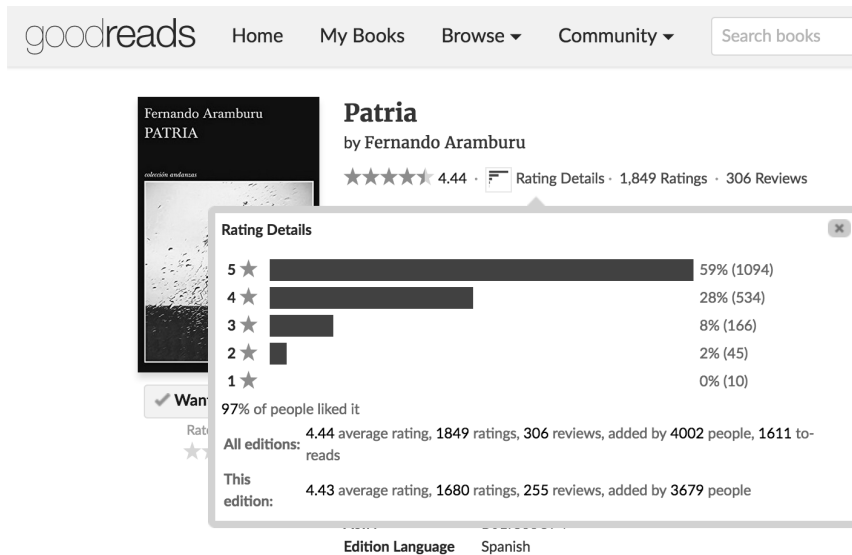 goodreads Home My Books Browse Community Search books
Fernando Aramburu
PATRIA
colección andanzas
Patria
by Fernando Aramburu
4.44 · Rating Details · 1,849 Ratings · 306 Reviews
Rating Details
5 59% (1094)
4 28% (534)
3 8% (166)
2 2% (45)
1 0% (10)
97% of people liked it
All editions: 4.44 average rating, 1849 ratings, 306 reviews, added by 4002 people, 1611 to-
reads
This
edition: 4.43 average rating, 1680 ratings, 255 reviews, added by 3679 people
Edition Language Spanish